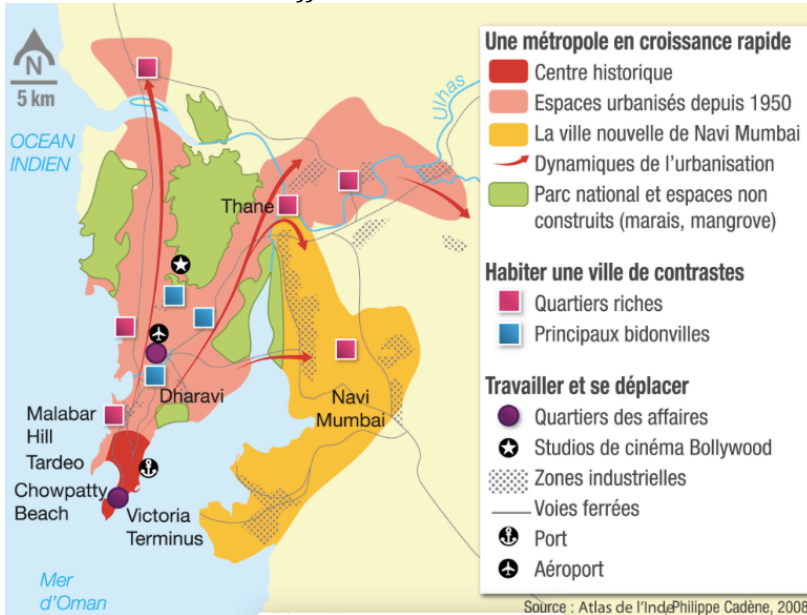 N
5 km
OCEAN
INDIEN
Ulhas
Thane
Dharavi
Navi
Mumbai
Malabar
Hill
Tardeo
Chowpatty
Beach
Victoria
Terminus
Mer
d'Oman
Une métropole en croissance rapide
Centre historique
Espaces urbanisés depuis 1950
La ville nouvelle de Navi Mumbai
Dynamiques de l'urbanisation
Parc national et espaces non
construits (marais, mangrove)
Habiter une ville de contrastes
Quartiers riches
Principaux bidonvilles
Travailler et se déplacer
Quartiers des affaires
Studios de cinéma Bollywood
Zones industrielles
Voies ferrées
Port
Aéroport
Source : Atlas de l'Inde Philippe Cadène, 2008